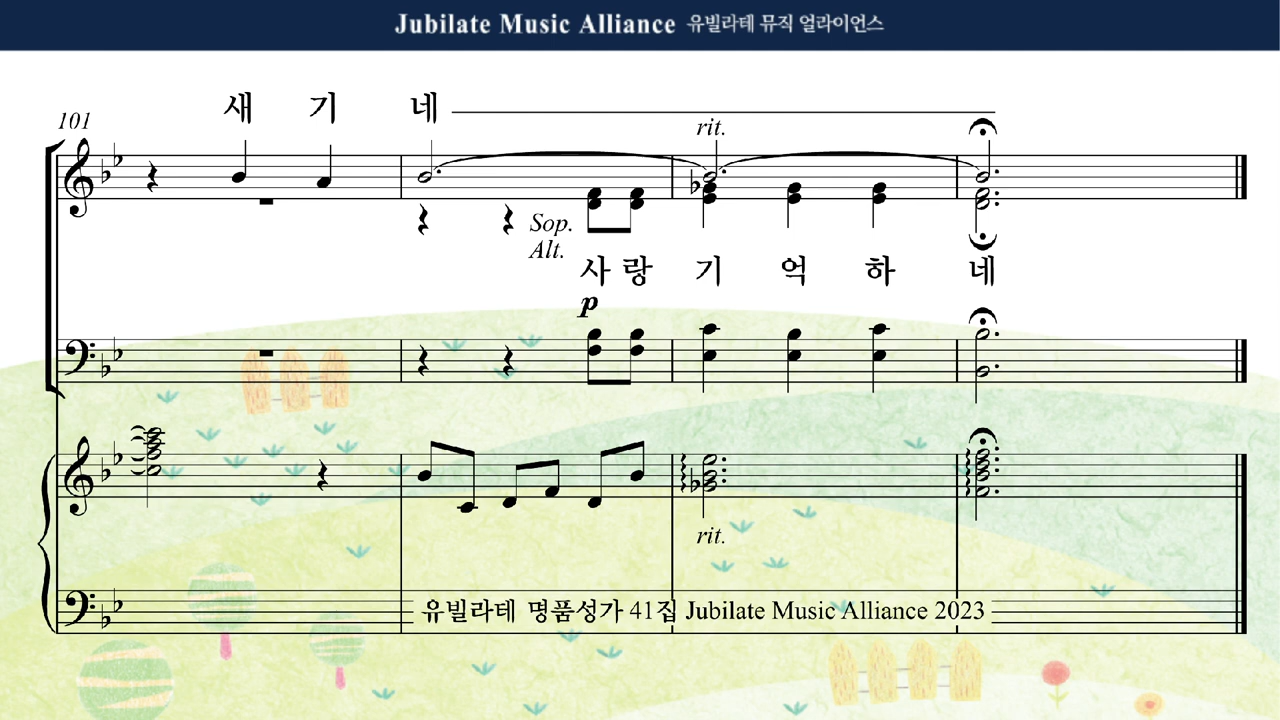 Jubilate Music Alliance 유빌라테 뮤직 얼라이언스
새 기 네
101
rit.
Sop.
Alt.
사 랑 기 억 하 네
p
rit.
유빌라테 명품성가 41집 Jubilate Music Alliance 2023